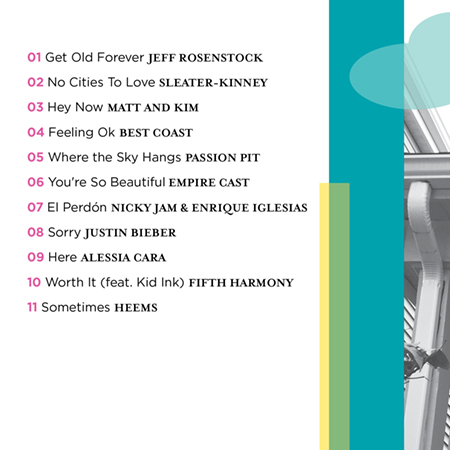 01 Get Old Forever JEFF ROSENSTOCK
02 No Cities To Love SLEATER-KINNEY
03 Hey Now MATT AND KIM
04 Feeling Ok BEST COAST
05 Where the Sky Hangs PASSION PIT
06 You're So Beautiful EMPIRE CAST
07 El Perdón NICKY JAM & ENRIQUE IGLESIAS
08 Sorry JUSTIN BIEBER
09 Here ALESSIA CARA
10 Worth It (feat. Kid Ink) FIFTH HARMONY
11 Sometimes HEEMS